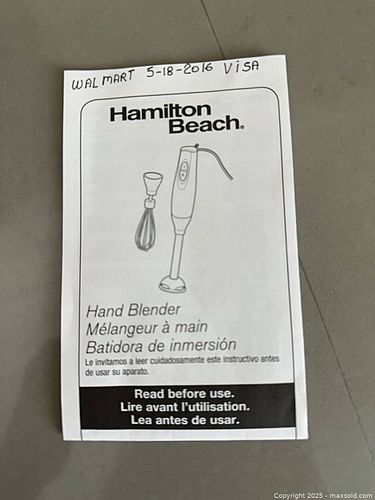 WALMART 5-18-2016 VISA
Hamilton
Beach®
Hand Blender
Mélangeur à main
Batidora de inmersión
Le invitamos a leer cuidadosamente este instructivo antes
de usar su aparato.
Read before use.
Lire avant l'utilisation.
Lea antes de usar.
Copyright 2025 - maxsold.com